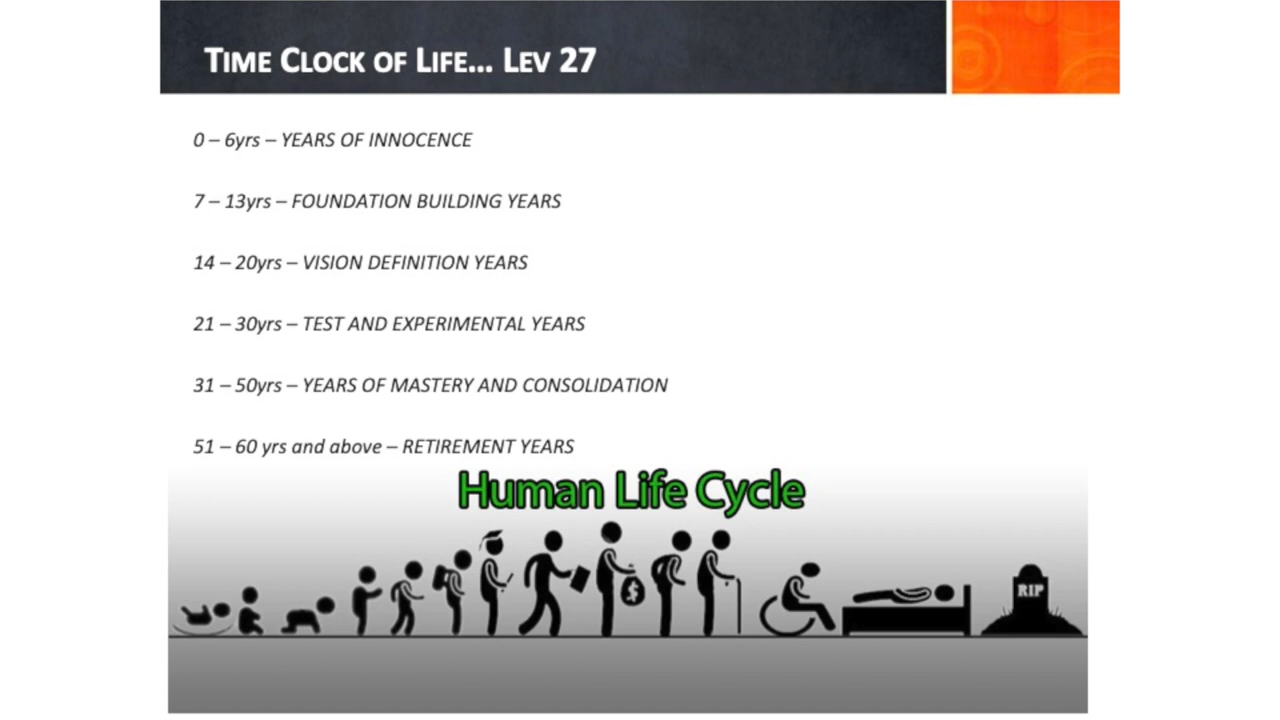 TIME CLOCK OF LIFE... LEV 27
0 – 6yrs – YEARS OF INNOCENCE
7 – 13yrs – FOUNDATION BUILDING YEARS
14 – 20yrs – VISION DEFINITION YEARS
21 – 30yrs – TEST AND EXPERIMENTAL YEARS
31 – 50yrs – YEARS OF MASTERY AND CONSOLIDATION
51 – 60 yrs and above – RETIREMENT YEARS
Human Life Cycle
$
RIP